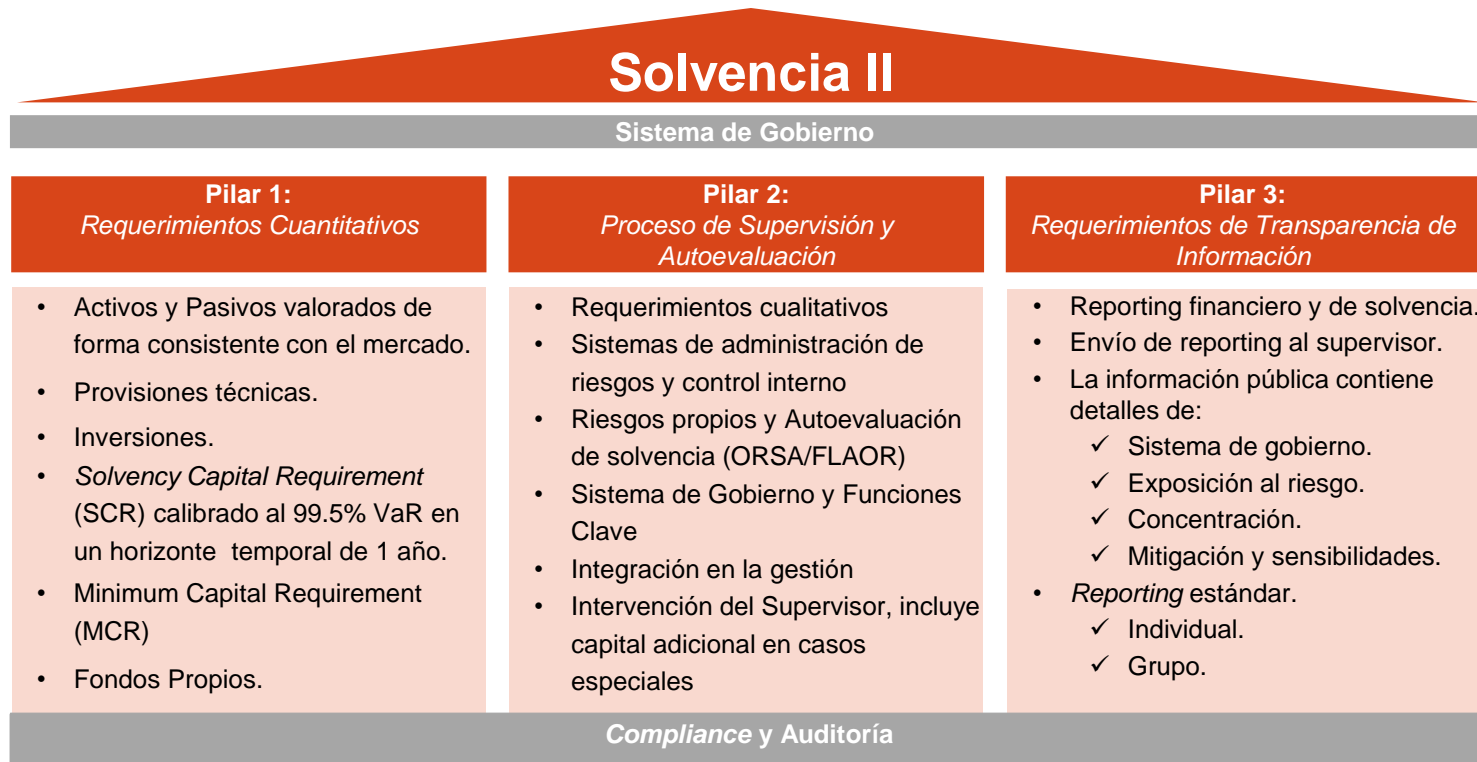 Solvencia II
Sistema de Gobierno
Pilar 1:
Requerimientos Cuantitativos
• Activos y Pasivos valorados de
forma consistente con el mercado.
• Provisiones técnicas.
• Inversiones.
• Solvency Capital Requirement
(SCR) calibrado al 99.5% VaR en
un horizonte temporal de 1 año.
• Minimum Capital Requirement
(MCR)
• Fondos Propios.
Pilar 2:
Proceso de Supervisión y
Autoevaluación
• Requerimientos cualitativos
• Sistemas de administración de
riesgos y control interno
• Riesgos propios y Autoevaluación
de solvencia (ORSA/FLAOR)
• Sistema de Gobierno y Funciones
Clave
• Integración en la gestión
• Intervención del Supervisor, incluye
capital adicional en casos
especiales
Pilar 3:
Requerimientos de Transparencia de
Información
• Reporting financiero y de solvencia.
• Envío de reporting al supervisor.
• La información pública contiene
detalles de:
✓ Sistema de gobierno.
✓ Exposición al riesgo.
✓ Concentración.
✓ Mitigación y sensibilidades.
• Reporting estándar.
✓ Individual.
✓ Grupo.
Compliance y Auditoría